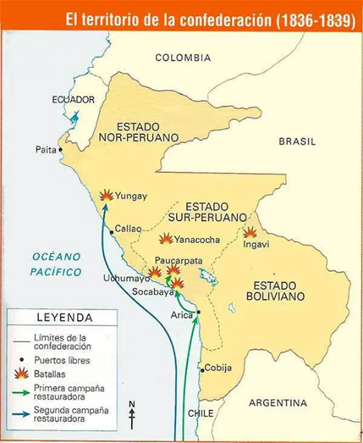 El territorio de la confederación (1836-1839)
COLOMBIA
ECUADOR
ESTADO
NOR-PERUANO
BRASIL
Paita
Yungay
ESTADO
SUR-PERUANO
Callao
Yanacocha
Ingavi
Paucarpata
OCÉANO
PACÍFICO
Uchumayo
Socabaya
ESTADO
BOLIVIANO
Arica
LEYENDA
Límites de la
confederación
Puertos libres
Batallas
Primera campaña
restauradora
Segunda campaña
restauradora
N
Cobija
CHILE
ARGENTINA